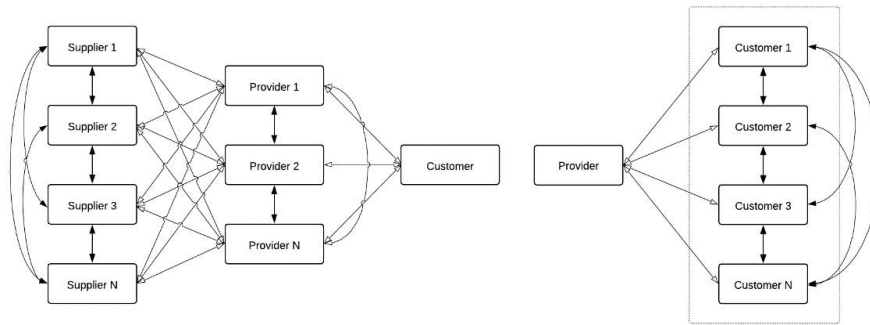 Supplier 1
Supplier 2
Supplier 3
Supplier N
Provider 1
Provider 2
Provider N
Customer
Provider
Customer 1
Customer 2
Customer 3
Customer N